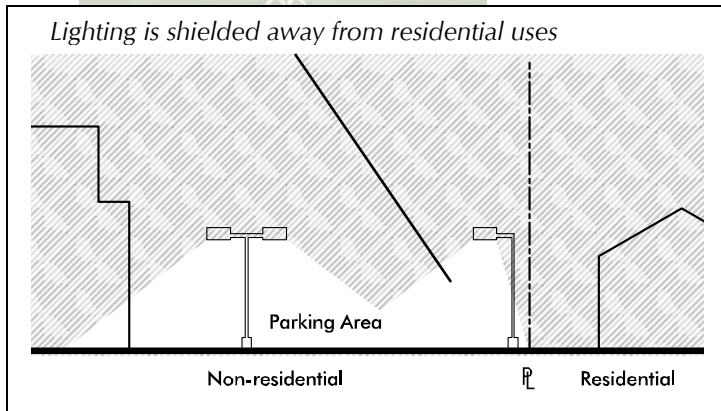 Lighting is shielded away from residential uses
Parking Area
Non-residential
PL
Residential